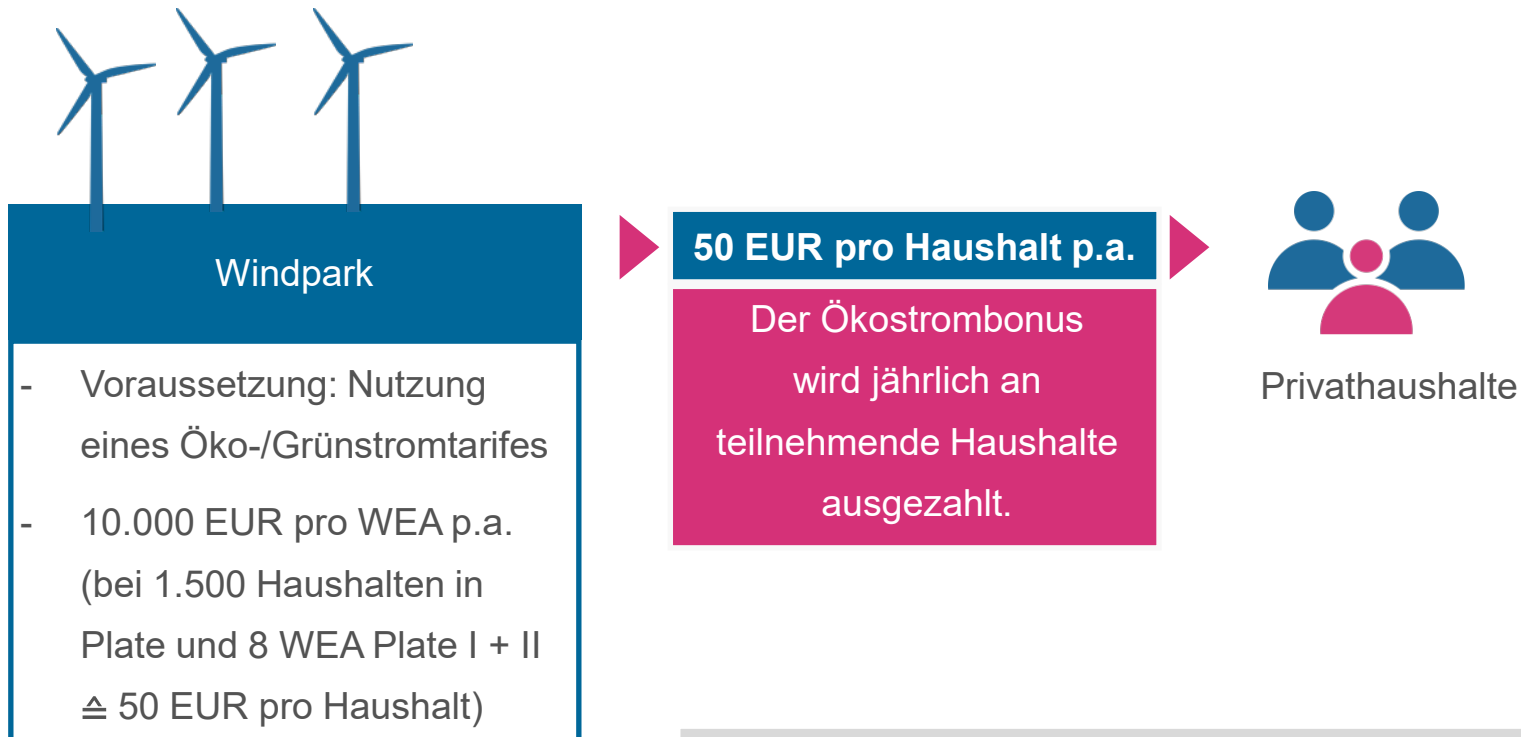 Windpark
- Voraussetzung: Nutzung
eines Öko-/Grünstromtarifes
- 10.000 EUR pro WEA p.a.
(bei 1.500 Haushalten in
Plate und 8 WEA Plate I + II
≙ 50 EUR pro Haushalt)
50 EUR pro Haushalt p.a.
Der Ökostrombonus
wird jährlich an
teilnehmende Haushalte
ausgezahlt.
Privathaushalte